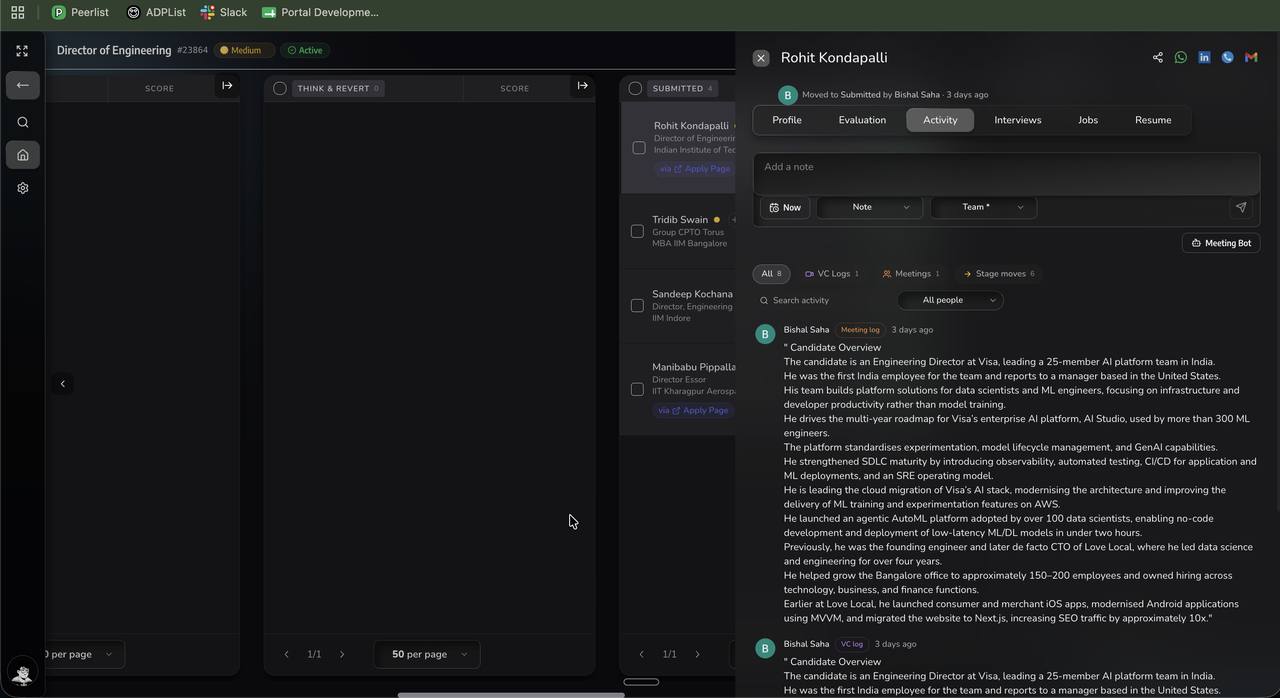 Peerlist
ADPList
Slack
Portal Developme...
Director of Engineering #23864 Medium Active
SCORE
THINK & REVERT 0
SCORE
SUBMITTED 4
Rohit Kondapalli
Director of Engineerin
Indian Institute of Tec
via Apply Page
Tridib Swain
Group CPTO Torus
MBA IIM Bangalore
Sandeep Kochana
Director, Engineering
IIM Indore
Manibabu Pippalla
Director Essor
IIT Kharagpur Aerospa
via Apply Page
0 per page
1/1
50 per page
1/1
Rohit Kondapalli
B Moved to Submitted by Bishal Saha · 3 days ago
Profile Evaluation Activity Interviews Jobs Resume
Add a note
Now Note Team *
Meeting Bot
All 8 VC Logs 1 Meetings 1 Stage moves 6
Search activity All people
B Bishal Saha Meeting log 3 days ago
" Candidate Overview
The candidate is an Engineering Director at Visa, leading a 25-member AI platform team in India.
He was the first India employee for the team and reports to a manager based in the United States.
His team builds platform solutions for data scientists and ML engineers, focusing on infrastructure and
developer productivity rather than model training.
He drives the multi-year roadmap for Visa's enterprise AI platform, AI Studio, used by more than 300 ML
engineers.
The platform standardises experimentation, model lifecycle management, and GenAI capabilities.
He strengthened SDLC maturity by introducing observability, automated testing, CI/CD for application and
ML deployments, and an SRE operating model.
He is leading the cloud migration of Visa's AI stack, modernising the architecture and improving the
delivery of ML training and experimentation features on AWS.
He launched an agentic AutoML platform adopted by over 100 data scientists, enabling no-code
development and deployment of low-latency ML/DL models in under two hours.
Previously, he was the founding engineer and later de facto CTO of Love Local, where he led data science
and engineering for over four years.
He helped grow the Bangalore office to approximately 150–200 employees and owned hiring across
technology, business, and finance functions.
Earlier at Love Local, he launched consumer and merchant iOS apps, modernised Android applications
using MVVM, and migrated the website to Next.js, increasing SEO traffic by approximately 10x."
B Bishal Saha VC log 3 days ago
" Candidate Overview
The candidate is an Engineering Director at Visa, leading a 25-member AI platform team in India.
He was the first India employee for the team and reports to a manager based in the United States.